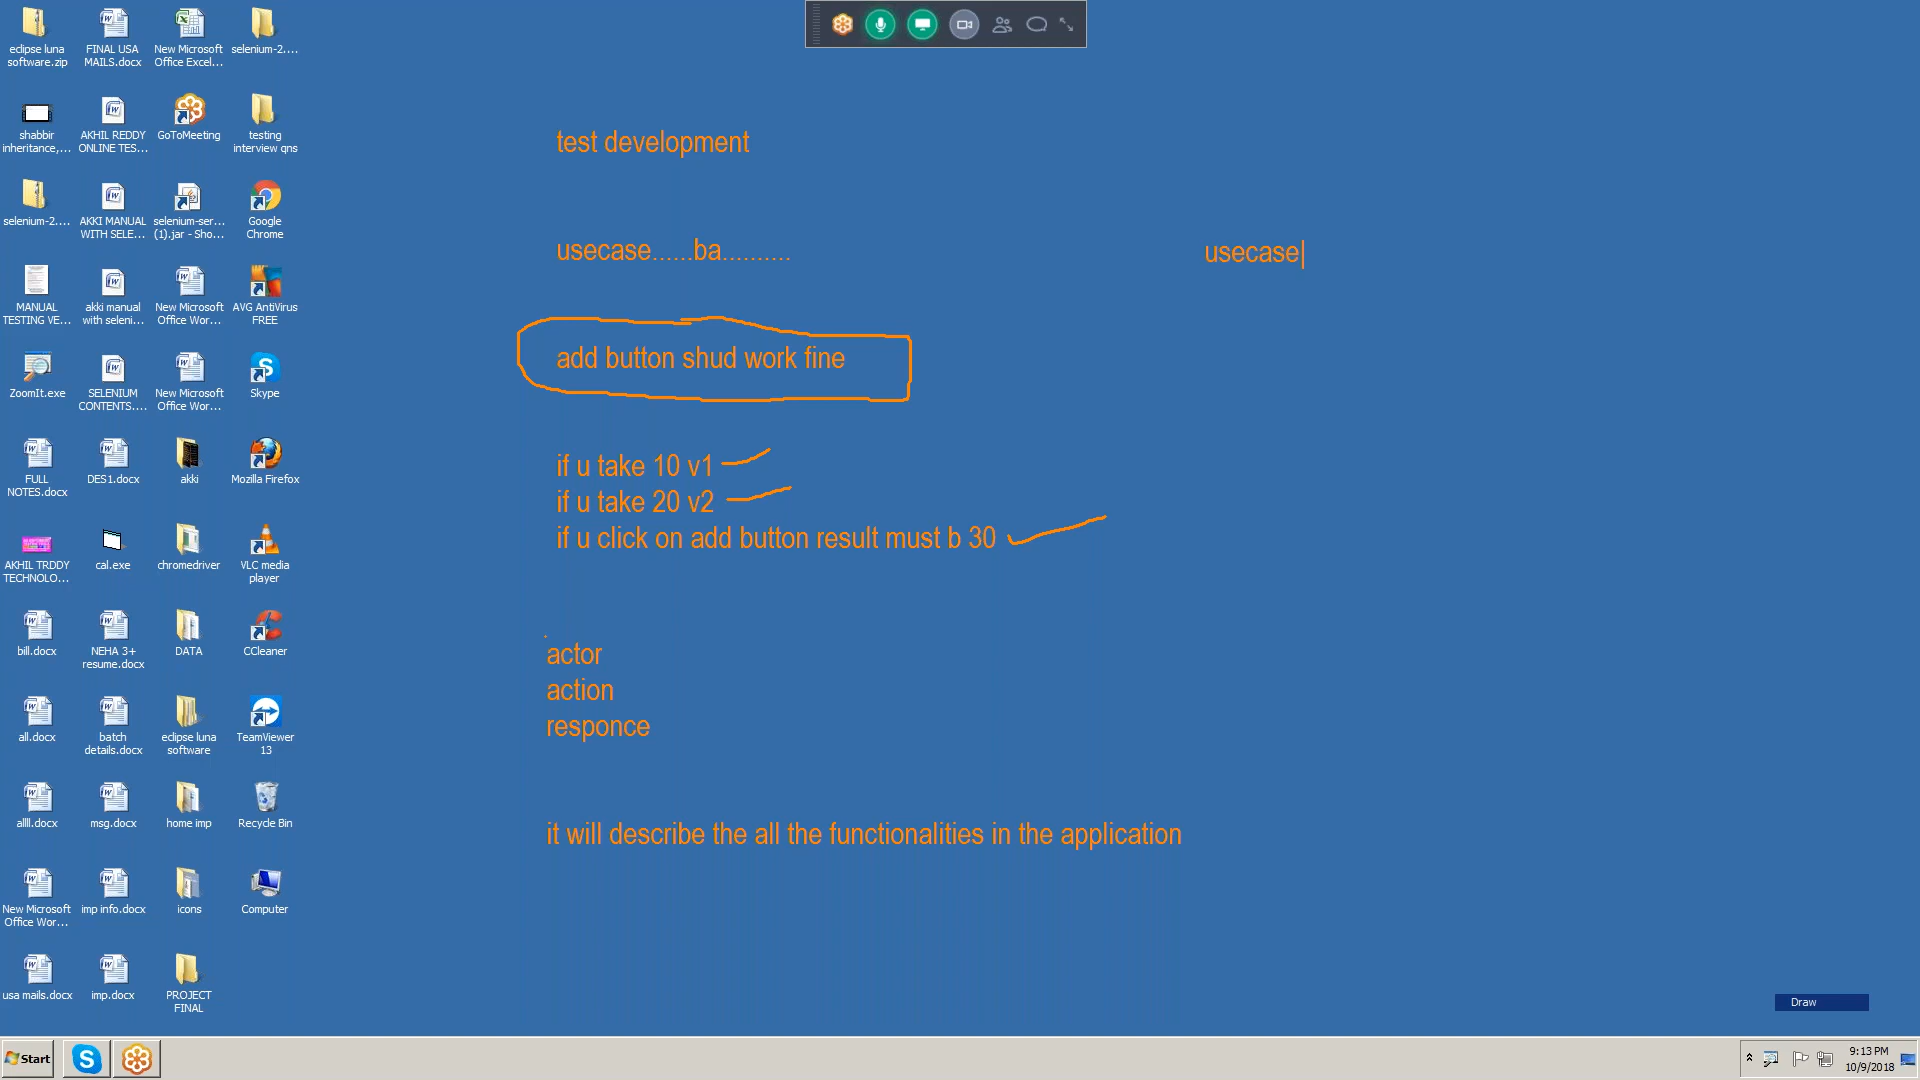 eclipse luna
software.zip
FINAL USA
MAILS.docx
New Microsoft
Office Excel...
selenium-2....
shabbir
inheritance,...
AKHIL REDDY
ONLINE TES...
GoToMeeting
testing
interview qns
selenium-2....
AKKI MANUAL
WITH SELE...
selenium-ser...
(1).jar - Sho...
Google
Chrome
MANUAL
TESTING VE...
akki manual
with seleni...
New Microsoft
Office Wor...
AVG AntiVirus
FREE
ZoomIt.exe
SELENIUM
CONTENTS....
New Microsoft
Office Wor...
Skype
FULL
NOTES.docx
DES1.docx
akki
Mozilla Firefox
AKHIL TRDDY
TECHNOLO...
cal.exe
chromedriver
VLC media
player
bill.docx
NEHA 3+
resume.docx
DATA
CCleaner
all.docx
batch
details.docx
eclipse luna
software
TeamViewer
13
allll.docx
msg.docx
home imp
Recycle Bin
New Microsoft
Office Wor...
imp info.docx
icons
Computer
usa mails.docx
imp.docx
PROJECT
FINAL
test development
usecase......ba..........
usecase
add button shud work fine
if u take 10 v1
if u take 20 v2
if u click on add button result must b 30
actor
action
responce
it will describe the all the functionalities in the application
Draw
Start
9:13 PM
10/9/2018